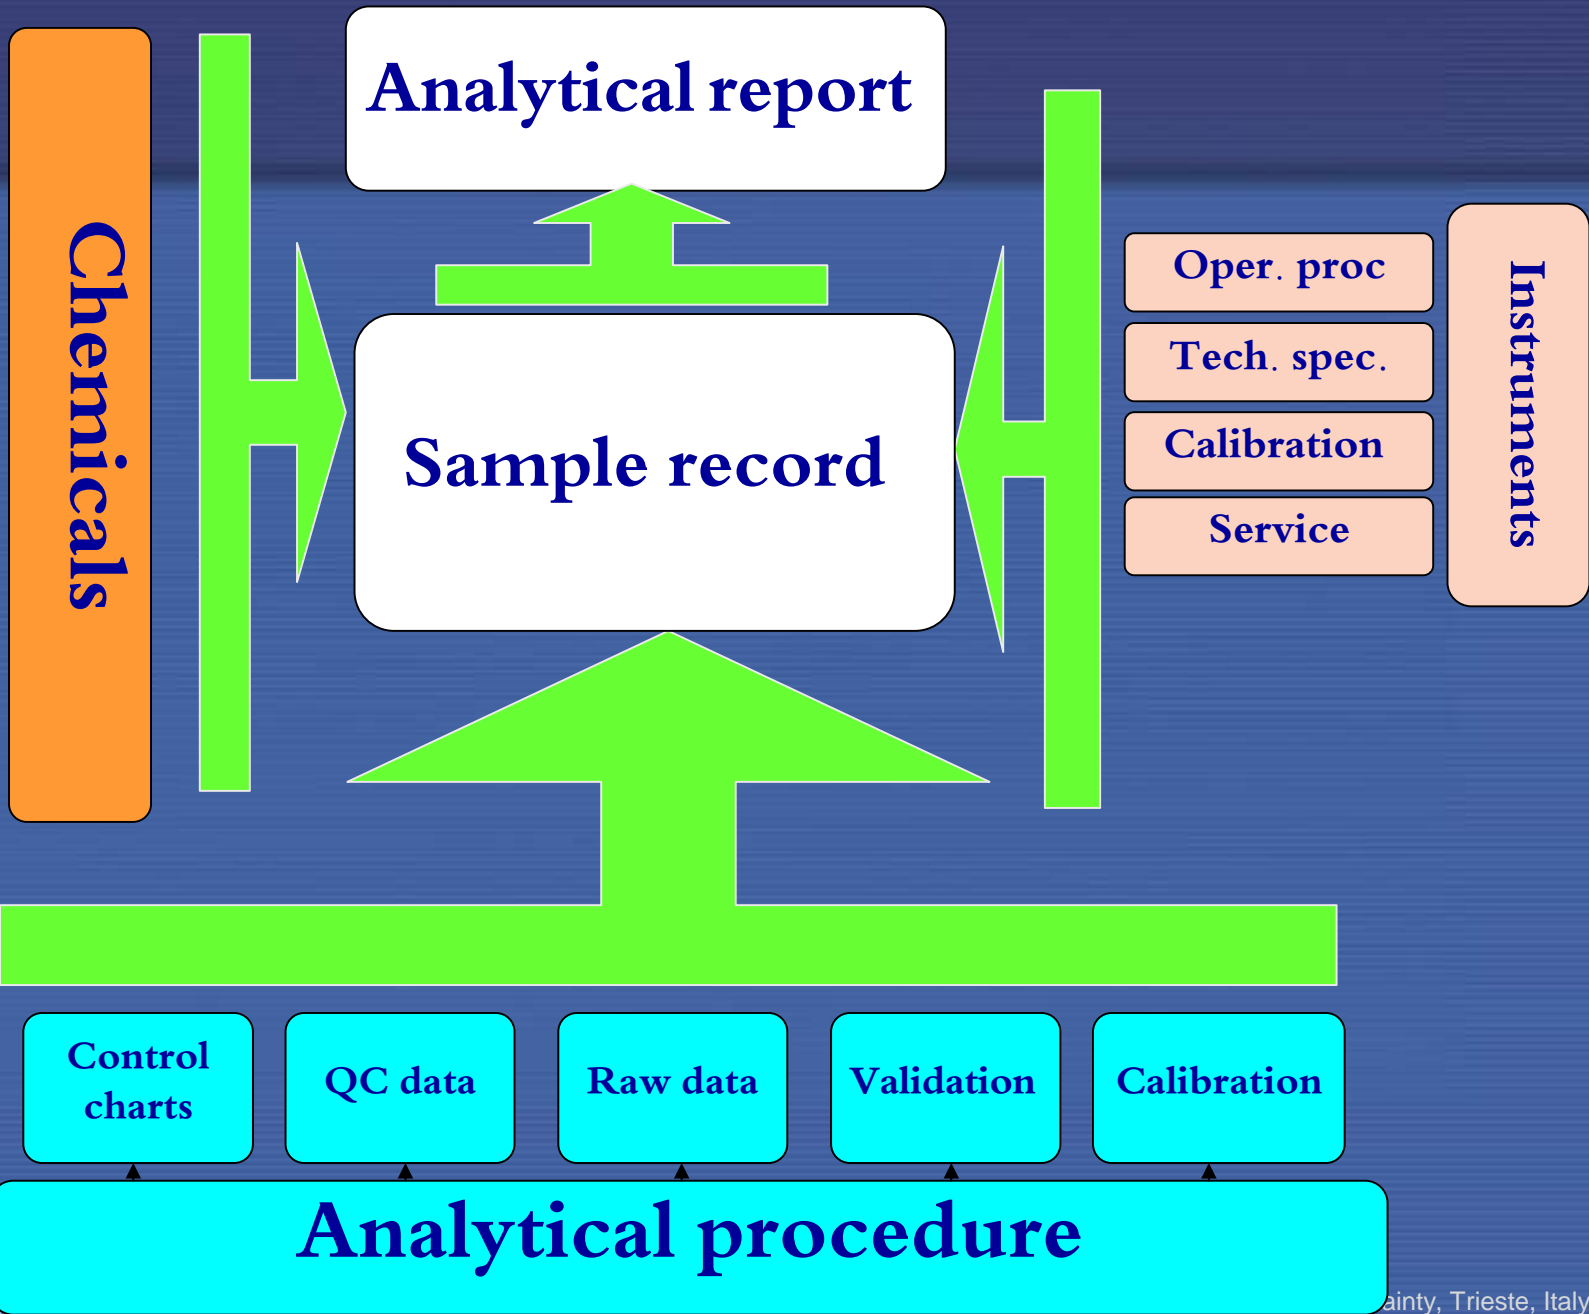 Analytical report
Chemicals
Sample record
Oper. proc
Tech. spec.
Calibration
Service
Instruments
Control
charts
QC data
Raw data
Validation
Calibration
Analytical procedure
Trieste, Italy